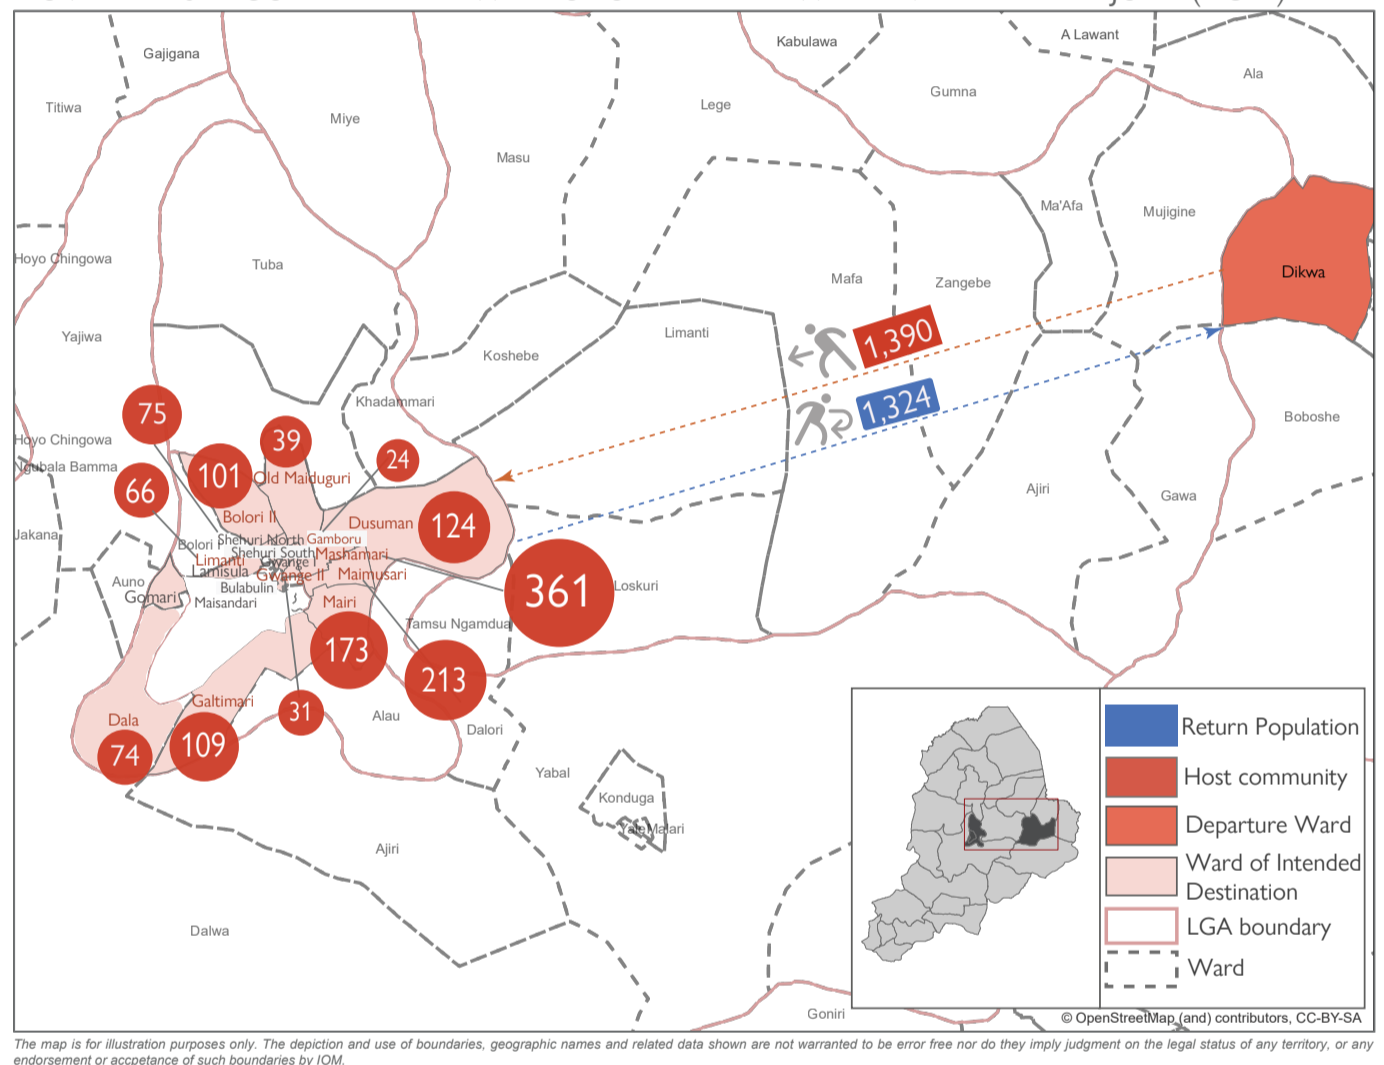 Gajigana
Kabulawa
A Lawant
Ala
Titiwa
Miye
Lege
Gumna
Masu
Ma'Afa
Mujigine
Hoyo Chingowa
Tuba
Mafa
Zangebe
Dikwa
Yajiwa
Limanti
1,390
Koshebe
1,324
Khadammari
75
39
Boboshe
Hoyo Chingowa
24
Ngubala Bamma
101
Old Maiduguri
66
Ajiri
Gawa
Bolori II
Dusuman
124
Jakana
Bolori I
Shehuri North
Gamboru
Shehuri South
Mashamari
Limanti
Gwange I
Lamisula
Gwange II
Maimusari
Auno
Bulabulin
361
Loskuri
Gomari
Maisandari
Mairi
Tamsu Ngamdua
173
213
Galtimari
31
Dala
Alau
Dalori
74
109
Yabal
Konduga
Yale Malari
Ajiri
Dalwa
Goriri
Return Population
Host community
Departure Ward
Ward of Intended
Destination
LGA boundary
Ward
© OpenStreetMap (and) contributors, CC-BY-SA
The map is for illustration purposes only. The depiction and use of boundaries, geographic names and related data shown are not warranted to be error free nor do they imply judgment on the legal status of any territory, or any
endorsement or accpetance of such boundaries by IOM.